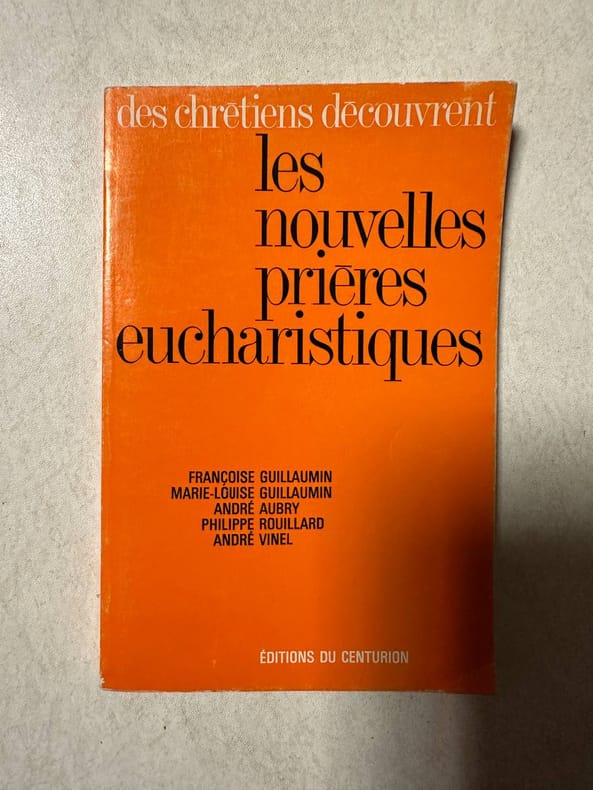 des chrétiens découvrent
les
nouvelles
prières
eucharistiques
FRANÇOISE GUILLAUMIN
MARIE-LOUISE GUILLAUMIN
ANDRÉ AUBRY
PHILIPPE ROUILLARD
ANDRÉ VINEL
ÉDITIONS DU CENTURION